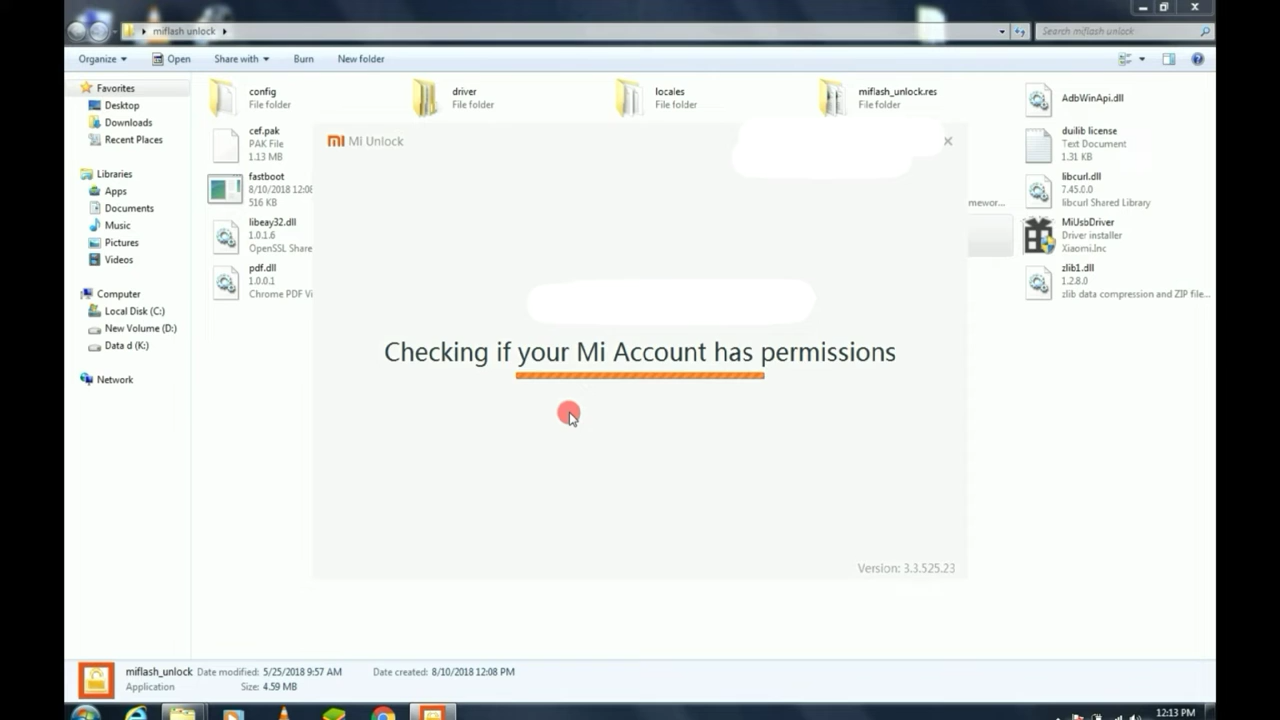 miflash unlock
Search miflash unlock
Organize
Open
Share with
Burn
New folder
Favorites
Desktop
Downloads
Recent Places
Libraries
Apps
Documents
Music
Pictures
Videos
Computer
Local Disk (C:)
New Volume (D:)
Data d (K:)
Network
config
File folder
driver
File folder
locales
File folder
miflash_unlock.res
File folder
AdbWinApi.dll
cef.pak
PAK File
1.13 MB
duilib license
Text Document
1.31 KB
fastboot
8/10/2018 12:08
516 KB
libcurl.dll
7.45.0.0
libcurl Shared Library
mewor...
libeay32.dll
1.0.1.6
OpenSSL Share
MiUsbDriver
Driver installer
Xiaomi.Inc
pdf.dll
1.0.0.1
Chrome PDF Vi
zlib1.dll
1.2.8.0
zlib data compression and ZIP file...
mi Mi Unlock
Checking if your Mi Account has permissions
Version: 3.3.525.23
miflash_unlock Date modified: 5/25/2018 9:57 AM Date created: 8/10/2018 12:08 PM
Application Size: 4.59 MB
12:13 PM